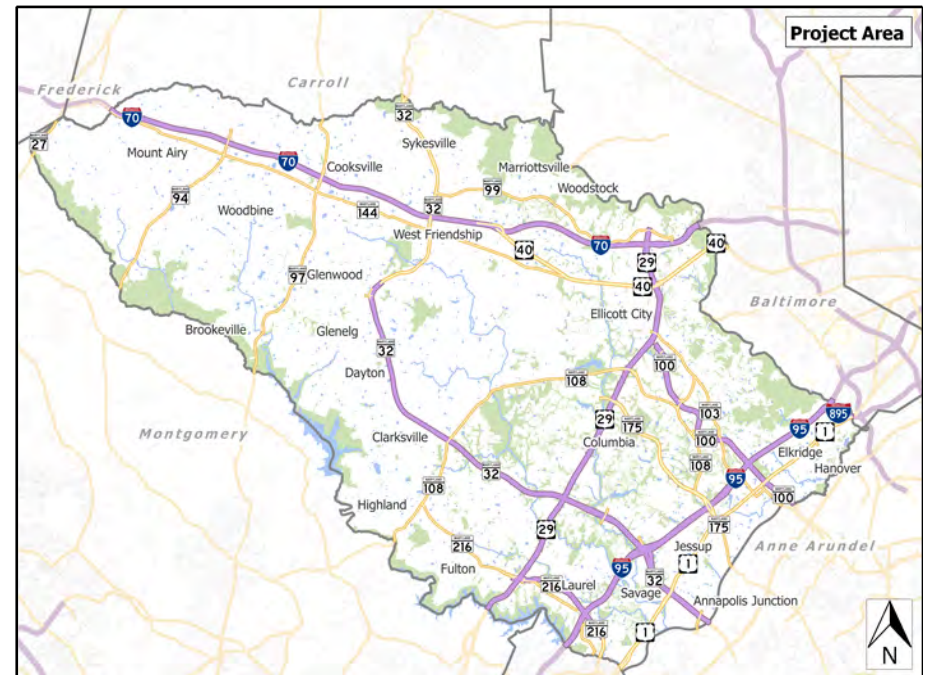 Project Area
Carroll
Frederick
70
MARYLAND
32
27
Mount Airy
Sykesville
70
Cooksville
Marriottsville
99
Woodstock
94
Woodbine
144
32
West Friendship
40
70
40
29
97
Glenwood
40
Baltimore
Ellicott City
Brookeville
Glenelg
32
100
Dayton
108
895
29
175
103
95
1
Montgomery
Clarksville
Columbia
100
Elkridge
32
108
Hanover
108
95
100
Highland
29
175
216
Jessup
Anne Arundel
Fulton
95
1
216
Laurel
Savage
32
Annapolis Junction
216
1
N